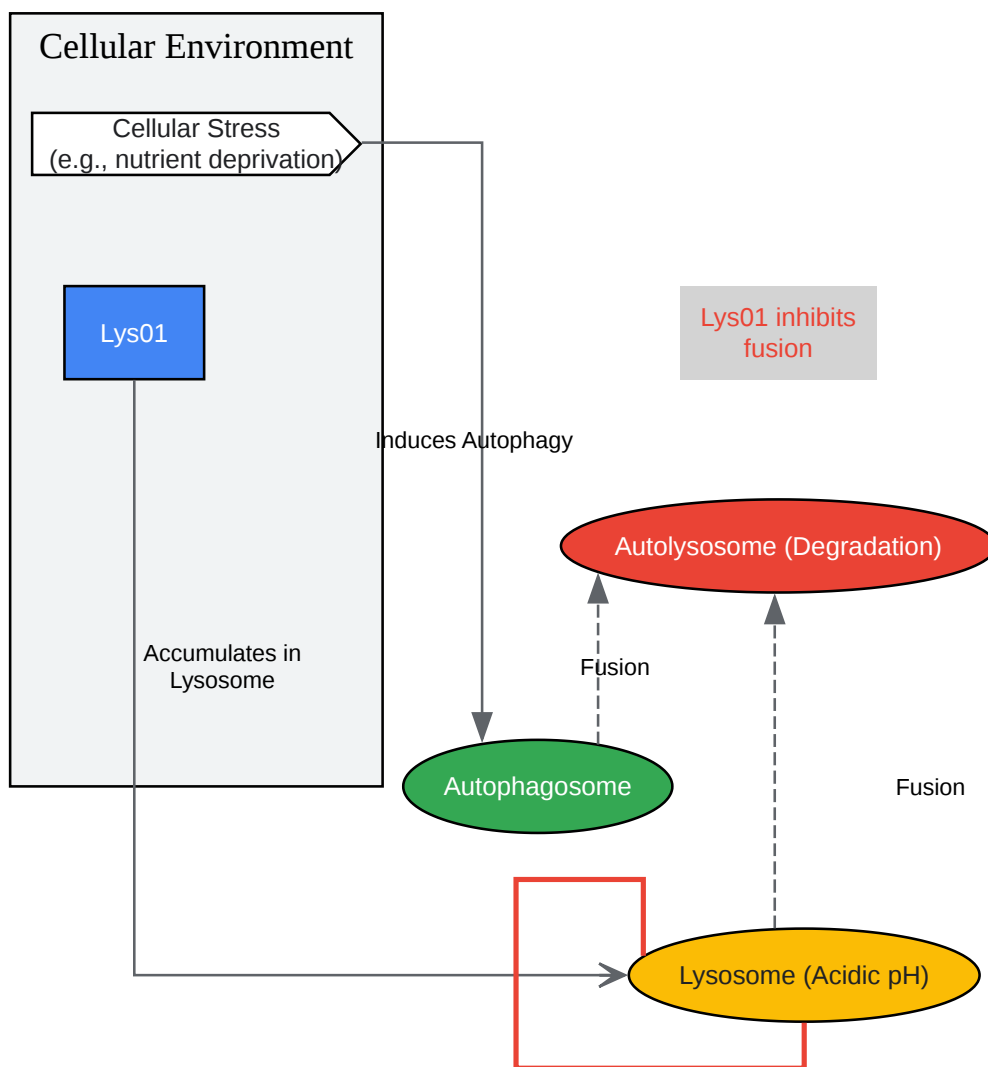 Cellular Environment
Cellular Stress
(e.g., nutrient deprivation)
Lys01
Lys01 inhibits
fusion
Induces Autophagy
Autolysosome (Degradation)
Accumulates in
Lysosome
Fusion
Autophagosome
Fusion
Lysosome (Acidic pH)